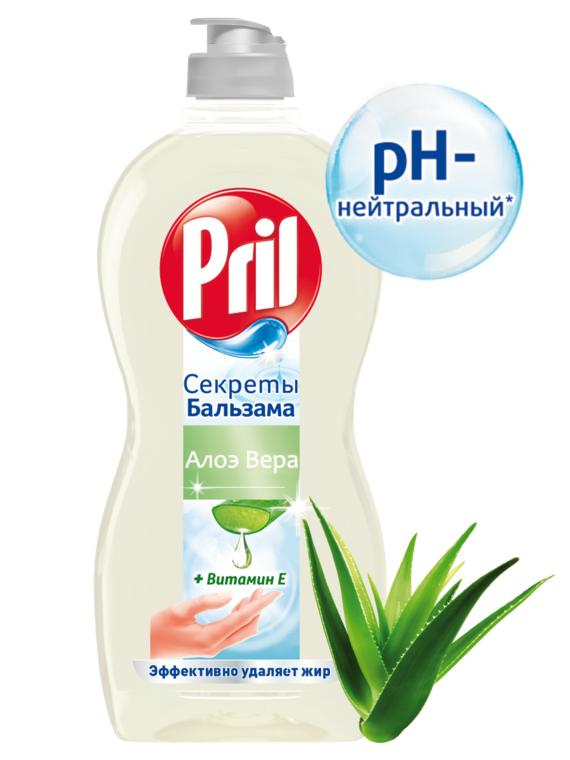 pH-
нейтральный*
Pril
Секреты
Бальзама
Алоэ Вера
+ Витамин Е
Эффективно удаляет жир